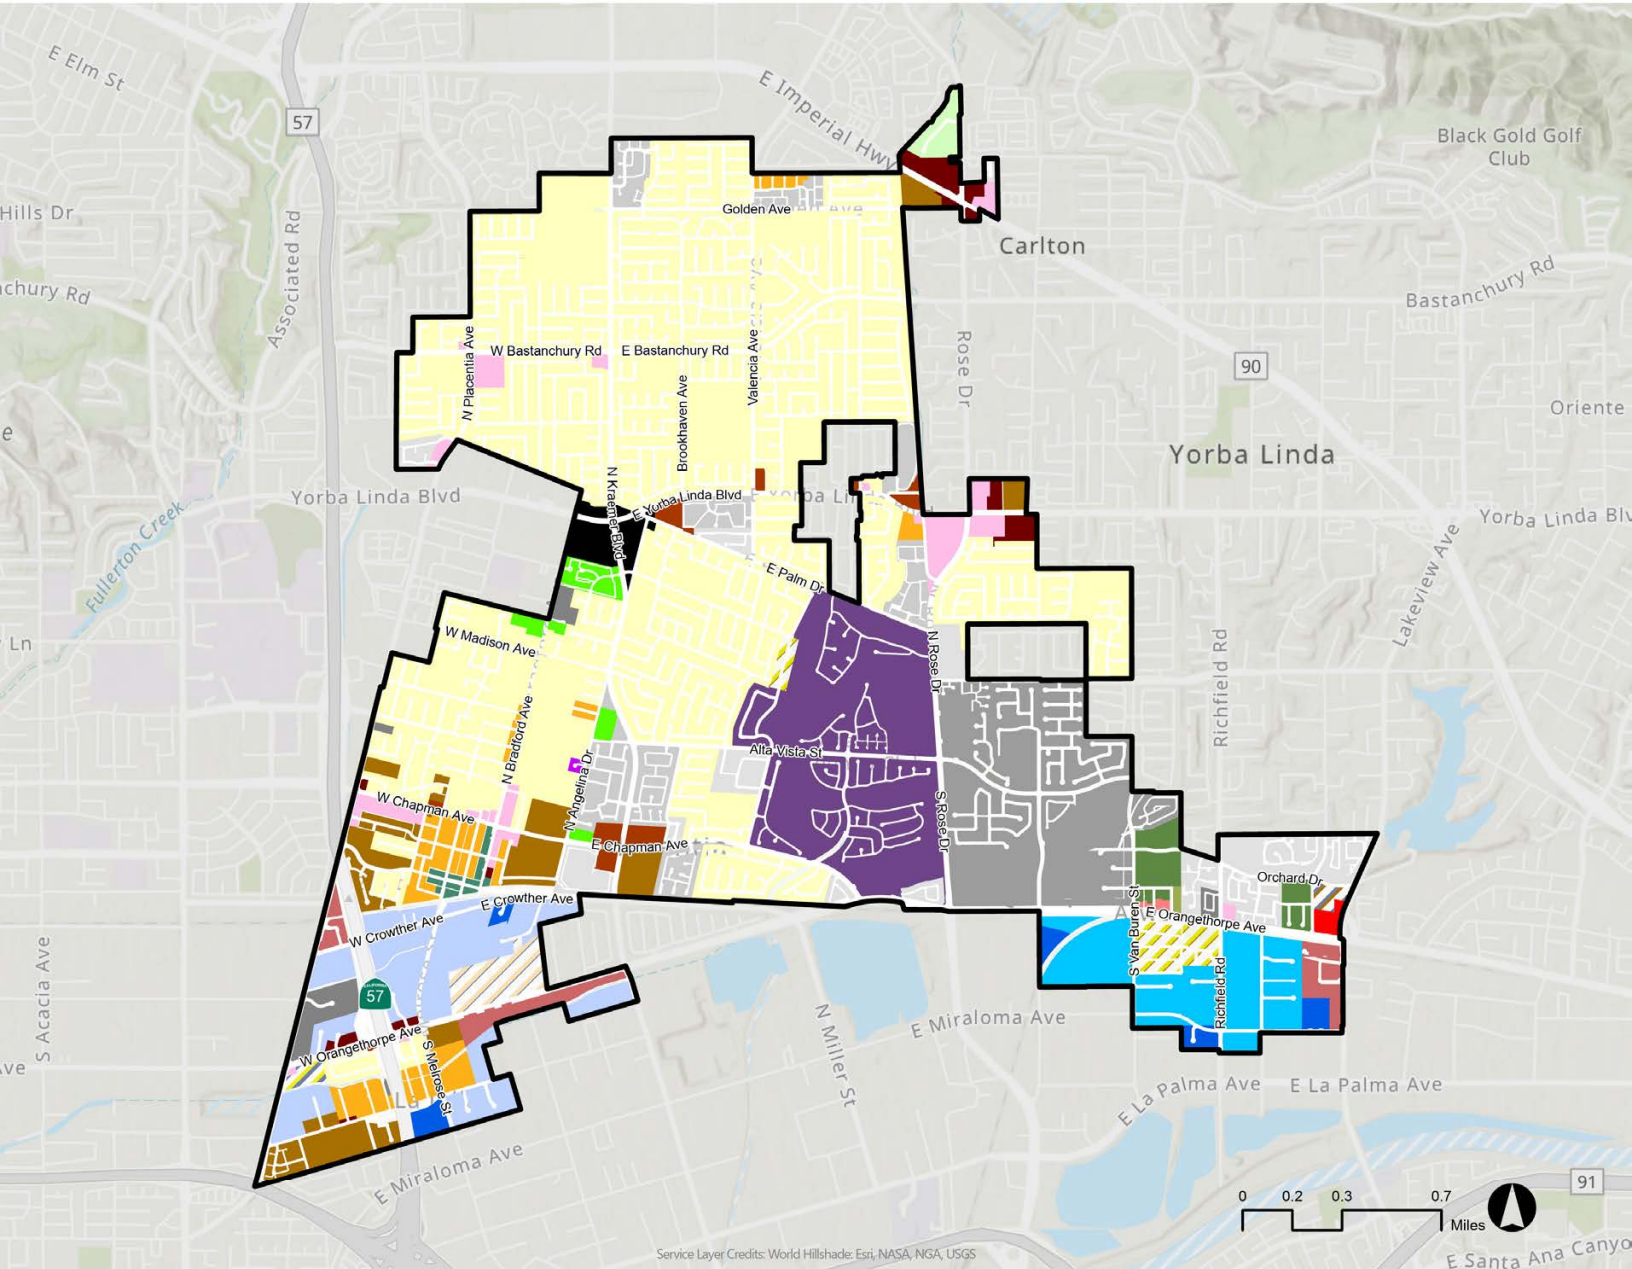 E Elm St
57
E Imperial Hwy
Black Gold Golf
Club
Hills Dr
Associated Rd
Golden Ave
Ave
Carlton
Bastanchury Rd
chury Rd
N Placentia Ave
W Bastanchury Rd
E Bastanchury Rd
Valencia Ave
Rose Dr
90
Brookhaven Ave
Oriente
e
Yorba Linda
Yorba Linda Blvd
N Kraemer Blvd
E Yorba Linda Blvd
Yorba Linda Blv
Fullerton Creek
Lakeview Ave
E Palm Dr
Ln
W Madison Ave
N Rose Dr
Richfield Rd
N Bradford Ave
Alta Vista St
N Angelina Dr
W Chapman Ave
S Rose Dr
E Chapman Ave
Orchard Dr
E Crowther Ave
W Crowther Ave
S Van Buren St
E Orangethorpe Ave
S Acacia Ave
57
Richfield Rd
N Miller St
E Miraloma Ave
W Orangethorpe Ave
S Melrose St
Ave
La
E La Palma Ave
E La Palma Ave
E Miraloma Ave
91
0 0.2 0.3 0.7
Miles
Service Layer Credits: World Hillshade: Esri, NASA, NGA, USGS
E Santa Ana Canyo